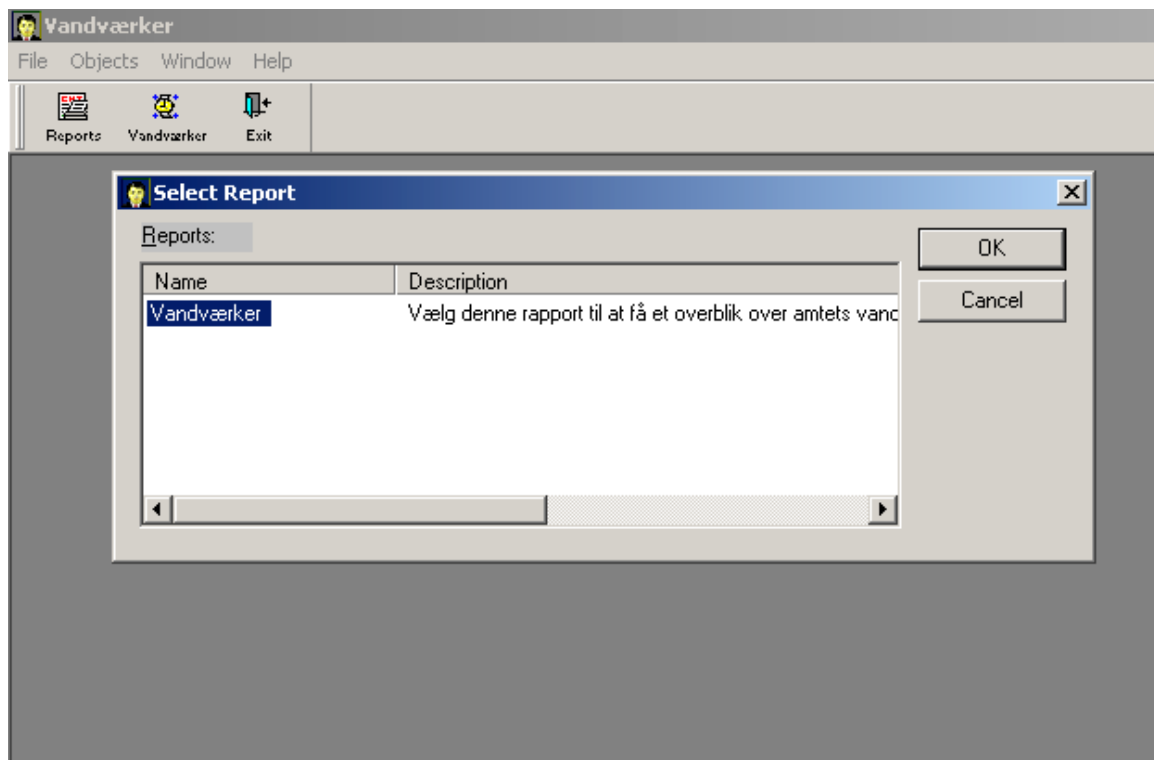 Vandværker
File Objects Window Help
Reports Vandværker Exit
Select Report
Reports:
OK
Name Description
Cancel
Vandværker Vælg denne rapport til at få et overblik over amtets vand